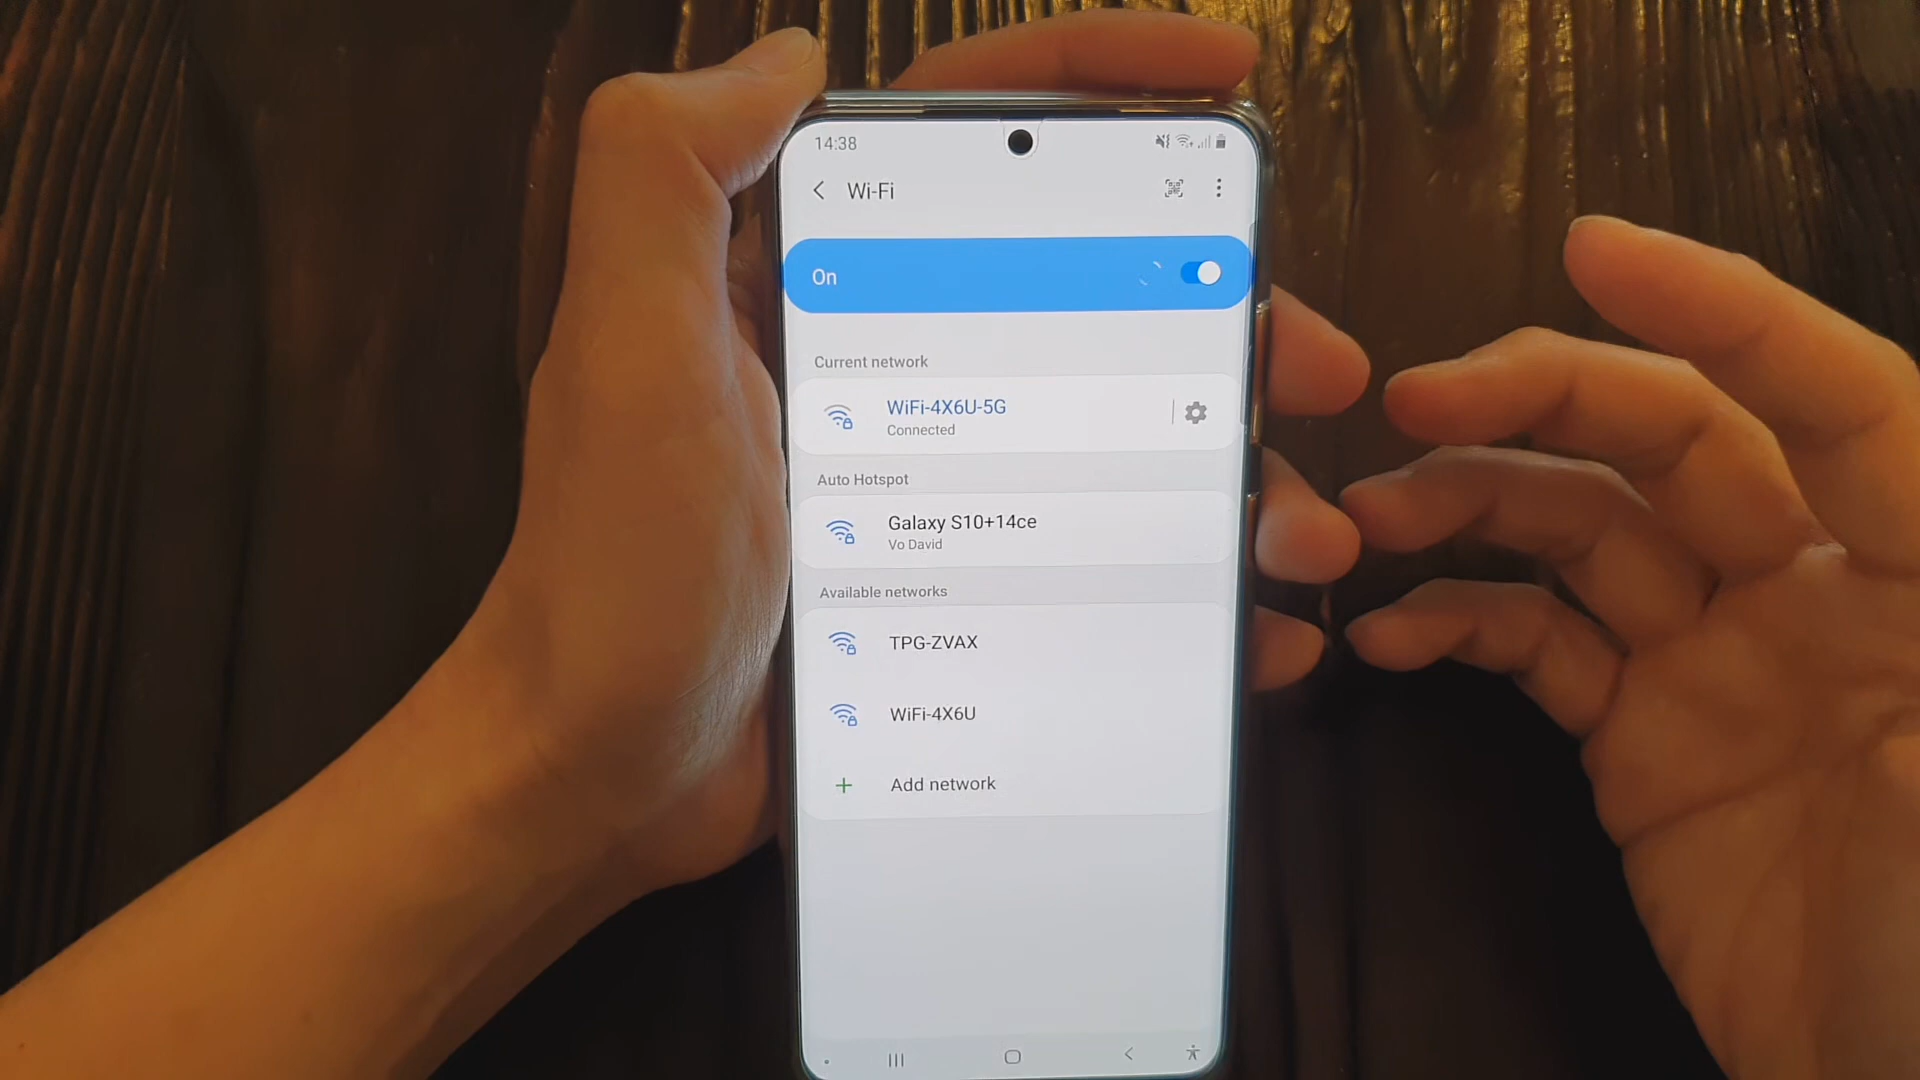 14:38
Wi-Fi
On
Current network
WiFi-4X6U-5G
Connected
Auto Hotspot
Galaxy S10+14ce
Vo David
Available networks
TPG-ZVAX
WiFi-4X6U
Add network